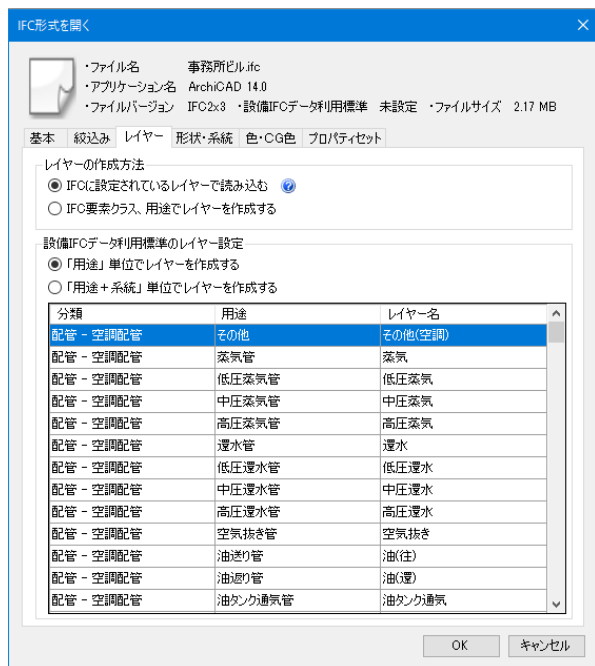 IFC形式を開く
・ファイル名 事務所ビル.ifc
・アプリケーション名 ArchiCAD 14.0
・ファイルバージョン IFC2x3 ・設備IFCデータ利用標準 未設定 ・ファイルサイズ 2.17 MB
基本 絞込み レイヤー 形状・系統 色・CG色 プロパティセット
レイヤーの作成方法
IFCに設定されているレイヤーで読み込む ?
IFC要素クラス、用途でレイヤーを作成する
設備IFCデータ利用標準のレイヤー設定
「用途」単位でレイヤーを作成する
「用途+系統」単位でレイヤーを作成する
分類 用途 レイヤー名
配管 - 空調配管 その他 その他(空調)
配管 - 空調配管 蒸気管 蒸気
配管 - 空調配管 低圧蒸気管 低圧蒸気
配管 - 空調配管 中圧蒸気管 中圧蒸気
配管 - 空調配管 高圧蒸気管 高圧蒸気
配管 - 空調配管 還水管 還水
配管 - 空調配管 低圧還水管 低圧還水
配管 - 空調配管 中圧還水管 中圧還水
配管 - 空調配管 高圧還水管 高圧還水
配管 - 空調配管 空気抜き管 空気抜き
配管 - 空調配管 油送り管 油(往)
配管 - 空調配管 油返り管 油(還)
配管 - 空調配管 油タンク通気管 油タンク通気
OK キャンセル